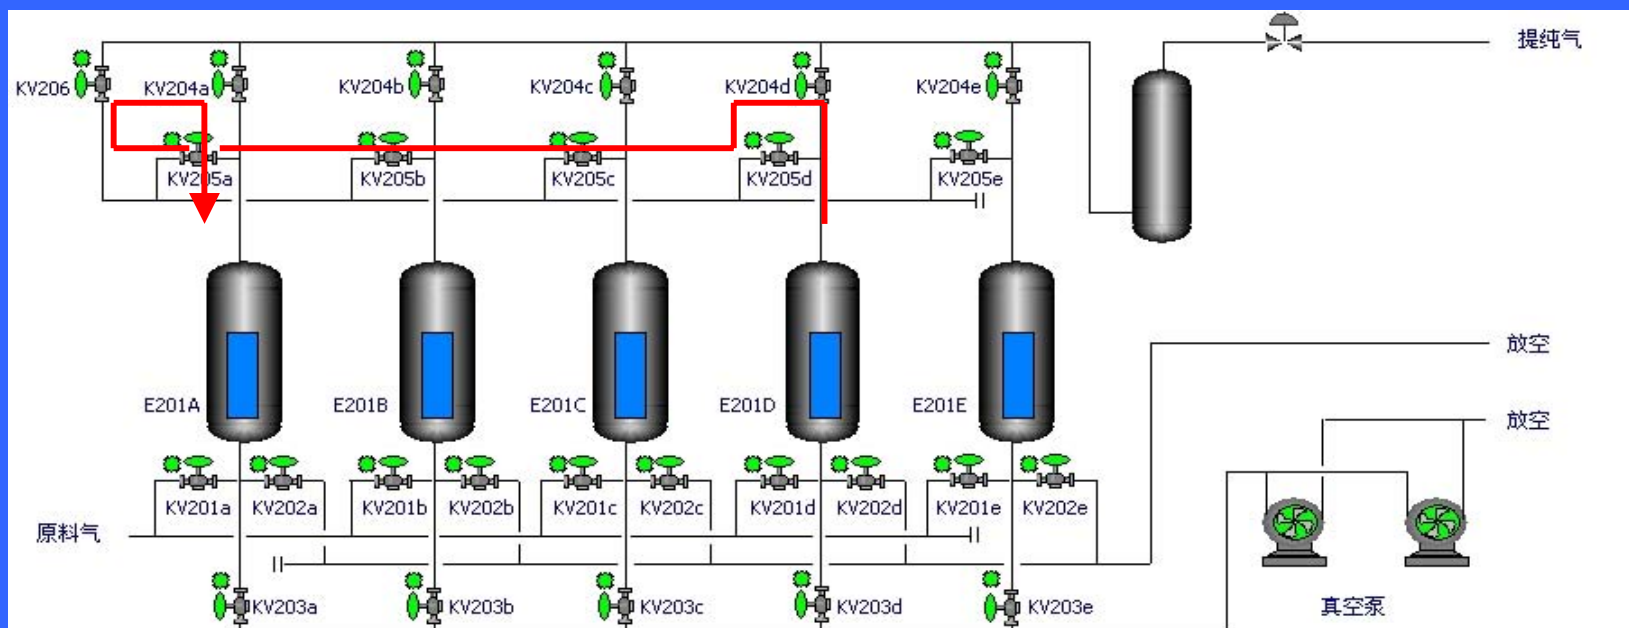 提纯气
KV206
KV204a
KV204b
KV204c
KV204d
KV204e
KV205a
KV205b
KV205c
KV205d
KV205e
放空
E201A
E201B
E201C
E201D
E201E
放空
KV201a
KV202a
KV201b
KV202b
KV201c
KV202c
KV201d
KV202d
KV201e
KV202e
原料气
KV203a
KV203b
KV203c
KV203d
KV203e
真空泵